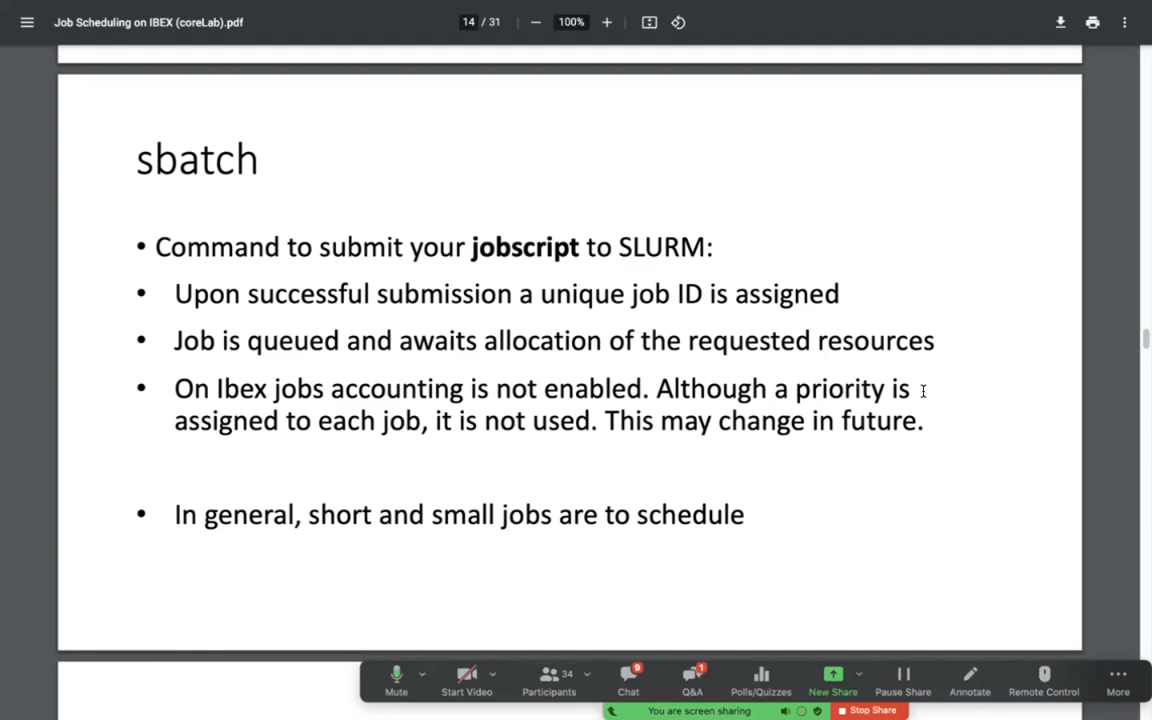 Job Scheduling on IBEX (coreLab).pdf
14 / 31
100%
sbatch
• Command to submit your jobscript to SLURM:
• Upon successful submission a unique job ID is assigned
• Job is queued and awaits allocation of the requested resources
• On Ibex jobs accounting is not enabled. Although a priority is
assigned to each job, it is not used. This may change in future.
• In general, short and small jobs are to schedule
34 9 1
Mute Start Video Participants Chat Q&A Polls/Quizzes New Share Pause Share Annotate Remote Control More
You are screen sharing Stop Share